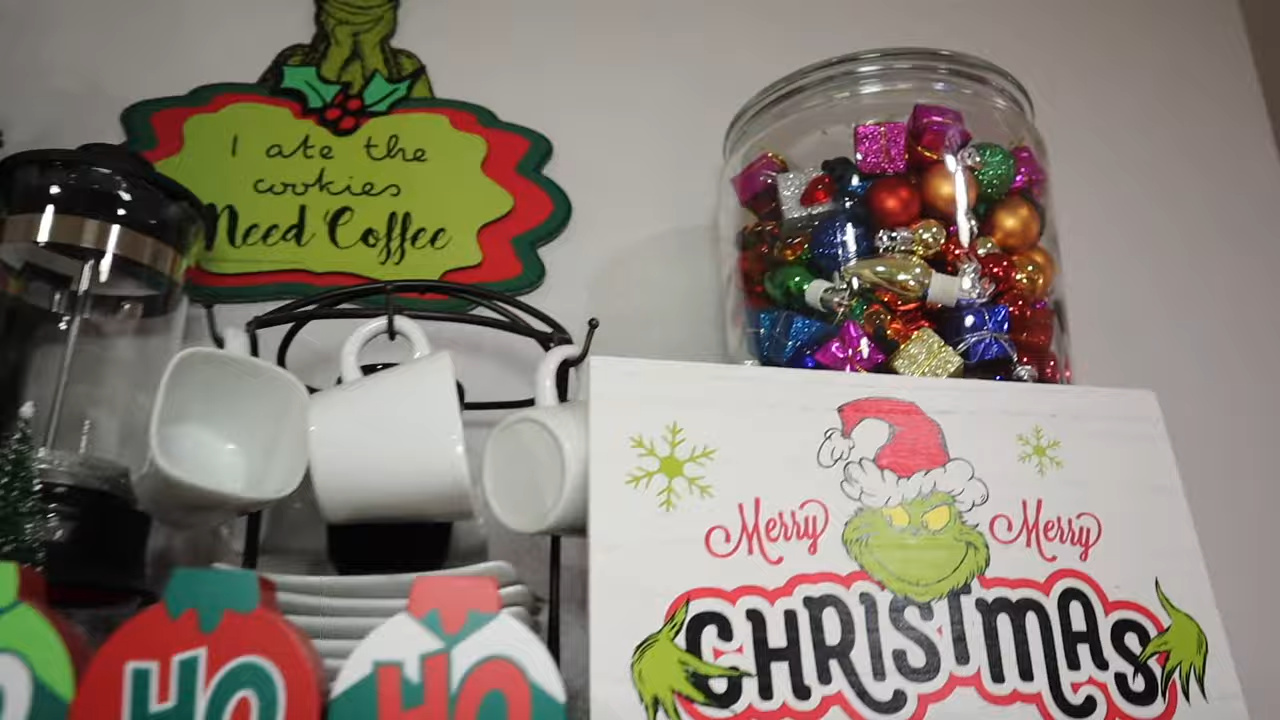 I ate the
cookies
Need Coffee
Merry Merry
CHRISTMAS
HO HO